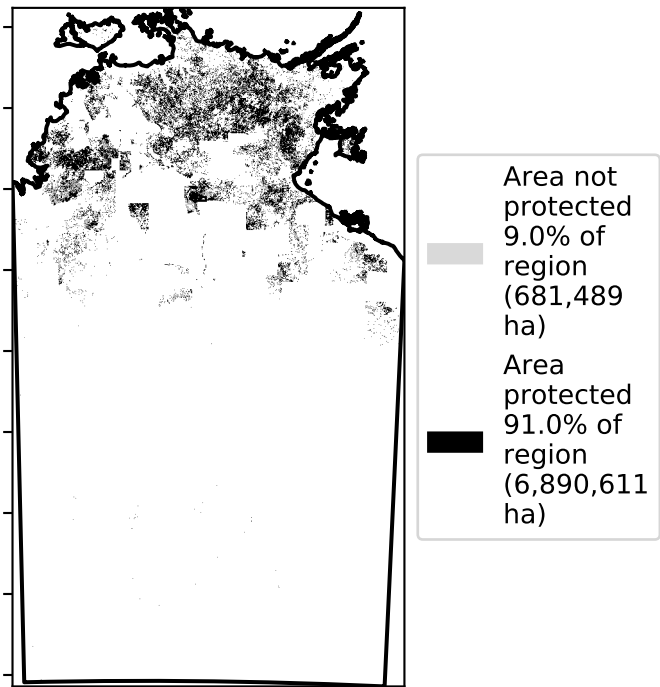 Area not
protected
9.0% of
region
(681,489
ha)
Area
protected
91.0% of
region
(6,890,611
ha)